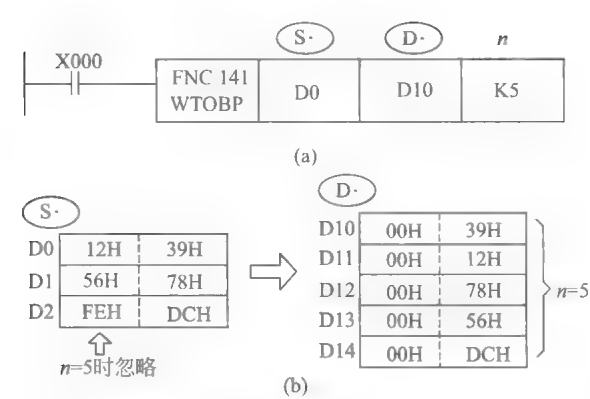 S· D· n
X000
FNC 141 WTOBP D0 D10 K5
(a)
S· D·
D0 12H 39H
D1 56H 78H
D2 FEH DCH
n=5时忽略
D10 00H 39H
D11 00H 12H
D12 00H 78H
D13 00H 56H
D14 00H DCH
n=5
(b)